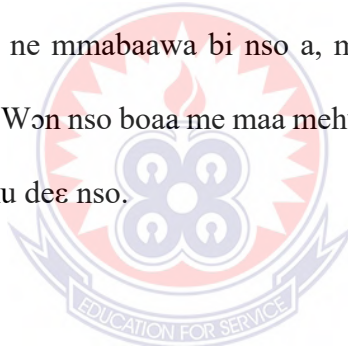 ne mmabaawa bi nso a, m
Wɔn nso boaa me maa meh
u deɛ nso.
EDUCATION FOR SERVICE